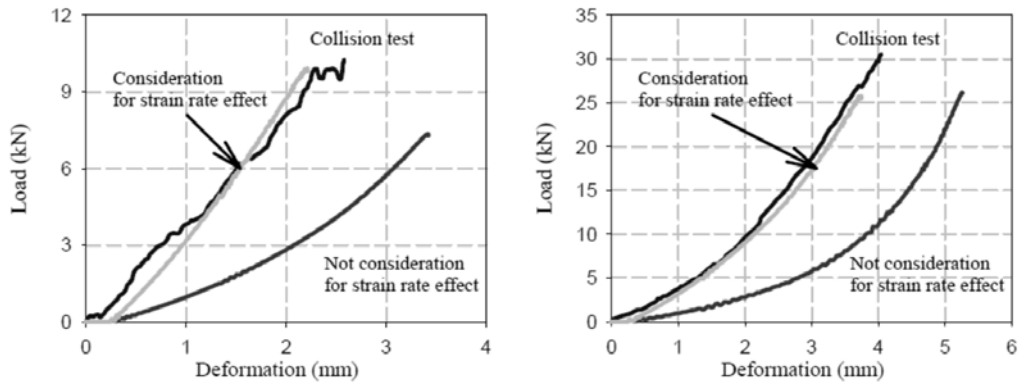 12
9
6
3
0
Load (kN)
Collision test
Consideration
for strain rate effect
Not consideration
for strain rate effect
0
1
2
3
4
Deformation (mm)
35
30
25
20
15
10
5
0
Load (kN)
Collision test
Consideration
for strain rate effect
Not consideration
for strain rate effect
0
1
2
3
4
5
6
Deformation (mm)